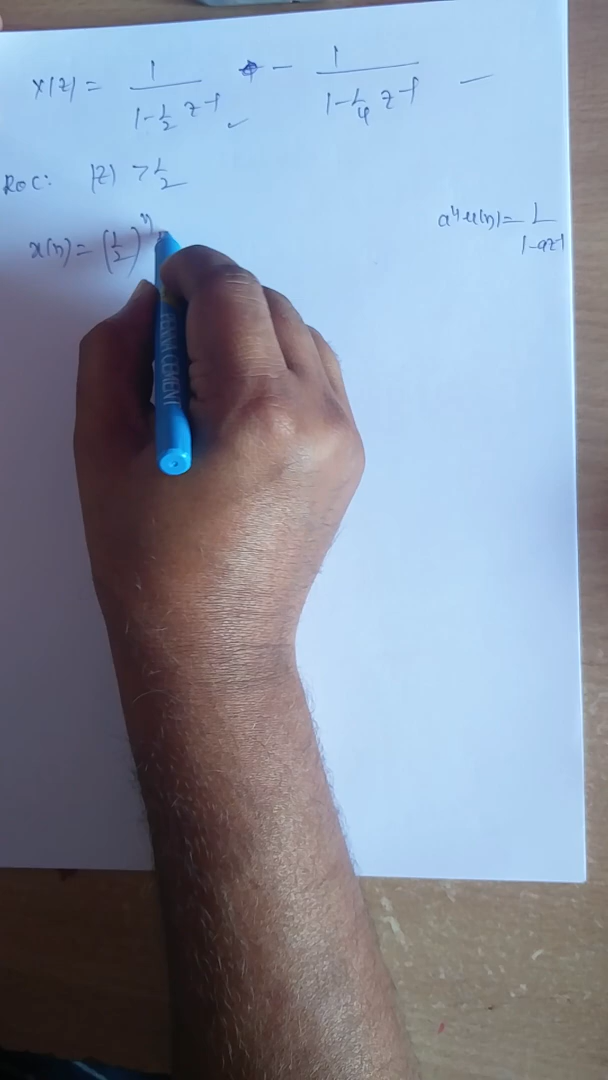 x(z) = 1/(1-1/2 z-1) - 1/(1-1/4 z-1) —
ROC: |z| > 1/2
x(n) = (1/2)^n
a^n u(n) = 1/(1-az-1)
CEMENT